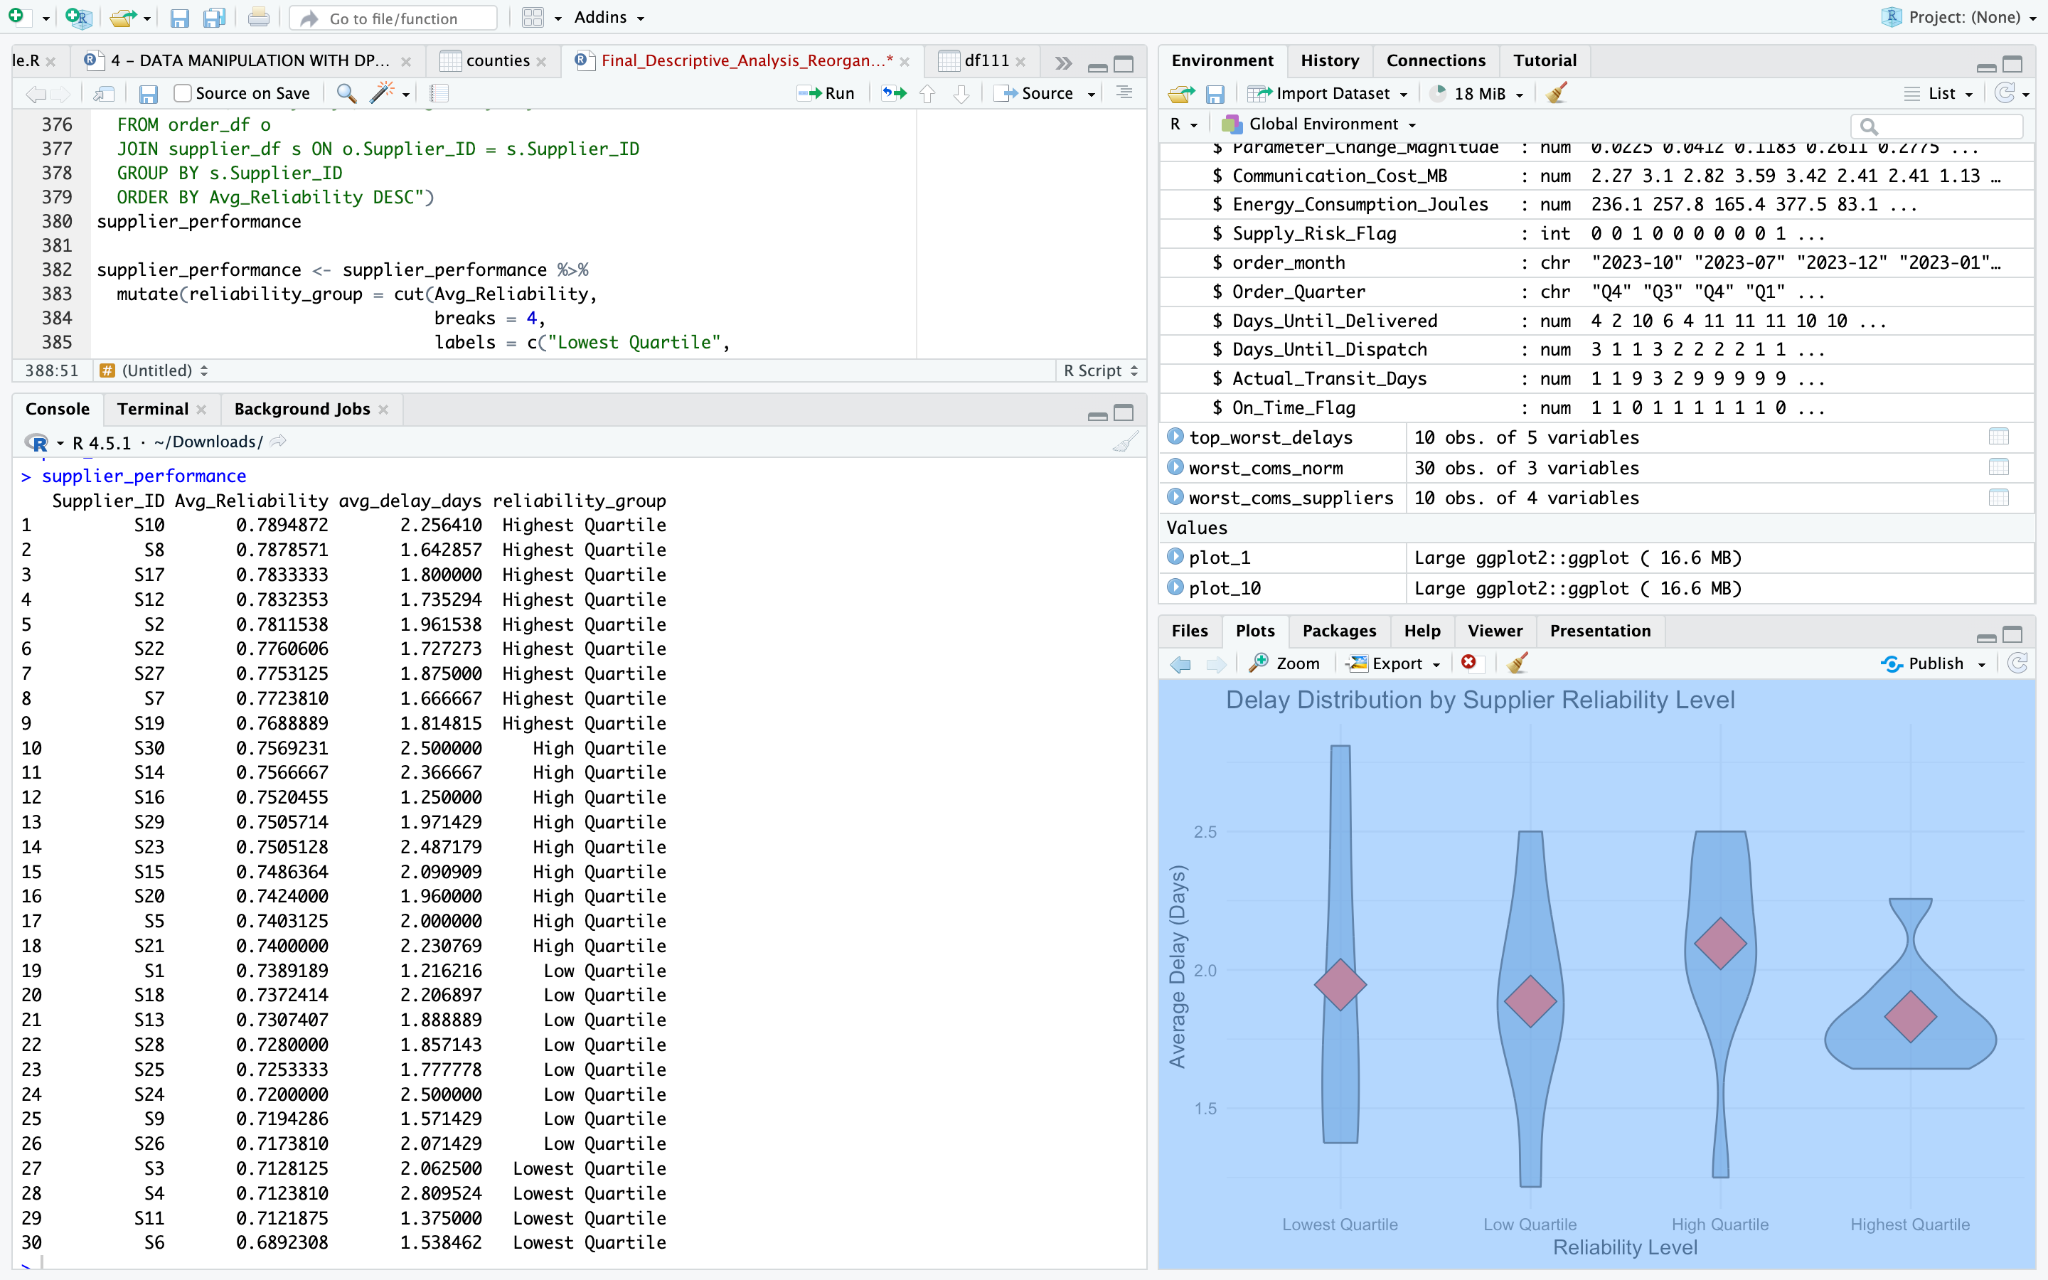 Go to file/function
Addins
Project: (None)
le.R
4 – DATA MANIPULATION WITH DP...
counties
Final_Descriptive_Analysis_Reorgan...*
df111
Source on Save
Run
Source
376 FROM order_df o
377 JOIN supplier_df s ON o.Supplier_ID = s.Supplier_ID
378 GROUP BY s.Supplier_ID
379 ORDER BY Avg_Reliability DESC")
380 supplier_performance
381
382 supplier_performance <- supplier_performance %>%
383 mutate(reliability_group = cut(Avg_Reliability,
384 breaks = 4,
385 labels = c("Lowest Quartile",
388:51 # (Untitled) R Script
Console Terminal Background Jobs
R 4.5.1 · ~/Downloads/
> supplier_performance
Supplier_ID Avg_Reliability avg_delay_days reliability_group
1 S10 0.7894872 2.256410 Highest Quartile
2 S8 0.7878571 1.642857 Highest Quartile
3 S17 0.7833333 1.800000 Highest Quartile
4 S12 0.7832353 1.735294 Highest Quartile
5 S2 0.7811538 1.961538 Highest Quartile
6 S22 0.7760606 1.727273 Highest Quartile
7 S27 0.7753125 1.875000 Highest Quartile
8 S7 0.7723810 1.666667 Highest Quartile
9 S19 0.7688889 1.814815 Highest Quartile
10 S30 0.7569231 2.500000 High Quartile
11 S14 0.7566667 2.366667 High Quartile
12 S16 0.7520455 1.250000 High Quartile
13 S29 0.7505714 1.971429 High Quartile
14 S23 0.7505128 2.487179 High Quartile
15 S15 0.7486364 2.090909 High Quartile
16 S20 0.7424000 1.960000 High Quartile
17 S5 0.7403125 2.000000 High Quartile
18 S21 0.7400000 2.230769 High Quartile
19 S1 0.7389189 1.216216 Low Quartile
20 S18 0.7372414 2.206897 Low Quartile
21 S13 0.7307407 1.888889 Low Quartile
22 S28 0.7280000 1.857143 Low Quartile
23 S25 0.7253333 1.777778 Low Quartile
24 S24 0.7200000 2.500000 Low Quartile
25 S9 0.7194286 1.571429 Low Quartile
26 S26 0.7173810 2.071429 Low Quartile
27 S3 0.7128125 2.062500 Lowest Quartile
28 S4 0.7123810 2.809524 Lowest Quartile
29 S11 0.7121875 1.375000 Lowest Quartile
30 S6 0.6892308 1.538462 Lowest Quartile
>
Environment History Connections Tutorial
Import Dataset 18 MiB List
R Global Environment
$ Parameter_Change_Magnitude : num 0.0225 0.0412 0.1183 0.2611 0.2775 ...
$ Communication_Cost_MB : num 2.27 3.1 2.82 3.59 3.42 2.41 2.41 1.13 …
$ Energy_Consumption_Joules : num 236.1 257.8 165.4 377.5 83.1 ...
$ Supply_Risk_Flag : int 0 0 1 0 0 0 0 0 0 1 ...
$ order_month : chr "2023-10" "2023-07" "2023-12" "2023-01"…
$ Order_Quarter : chr "Q4" "Q3" "Q4" "Q1" ...
$ Days_Until_Delivered : num 4 2 10 6 4 11 11 11 10 10 ...
$ Days_Until_Dispatch : num 3 1 1 3 2 2 2 2 1 1 ...
$ Actual_Transit_Days : num 1 1 9 3 2 9 9 9 9 9 ...
$ On_Time_Flag : num 1 1 0 1 1 1 1 1 1 0 ...
top_worst_delays 10 obs. of 5 variables
worst_coms_norm 30 obs. of 3 variables
worst_coms_suppliers 10 obs. of 4 variables
Values
plot_1 Large ggplot2::ggplot ( 16.6 MB)
plot_10 Large ggplot2::ggplot ( 16.6 MB)
Files Plots Packages Help Viewer Presentation
Zoom Export Publish
Delay Distribution by Supplier Reliability Level
Average Delay (Days)
2.5
2.0
1.5
Lowest Quartile Low Quartile High Quartile Highest Quartile
Reliability Level